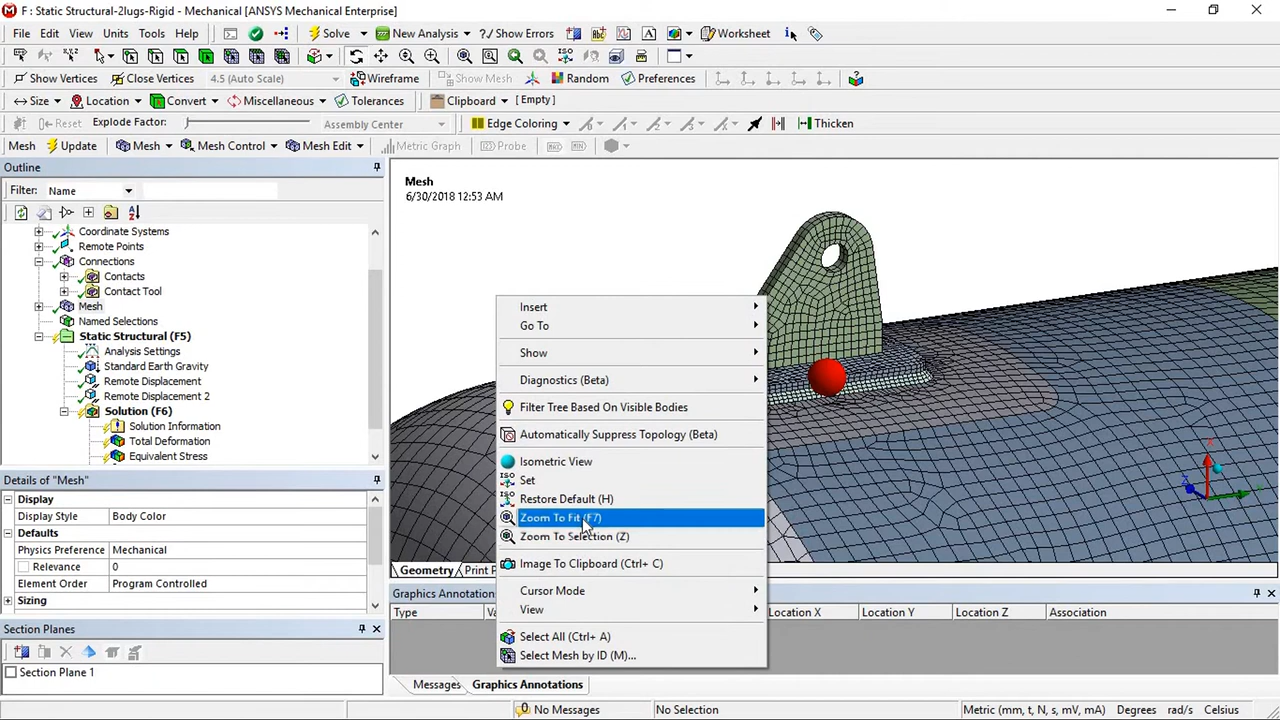 F : Static Structural-2lugs-Rigid - Mechanical [ANSYS Mechanical Enterprise]
File Edit View Units Tools Help Solve New Analysis Show Errors Worksheet
Show Vertices Close Vertices 4.5 (Auto Scale) Wireframe Show Mesh Random Preferences
Size Location Convert Miscellaneous Tolerances Clipboard [ Empty ]
Reset Explode Factor: Assembly Center Edge Coloring Thicken
Mesh Update Mesh Mesh Control Mesh Edit Metric Graph Probe
Outline
Filter: Name
Coordinate Systems
Remote Points
Connections
Contacts
Contact Tool
Mesh
Named Selections
Static Structural (F5)
Analysis Settings
Standard Earth Gravity
Remote Displacement
Remote Displacement 2
Solution (F6)
Solution Information
Total Deformation
Equivalent Stress
Details of "Mesh"
Display
Display Style Body Color
Defaults
Physics Preference Mechanical
Relevance 0
Element Order Program Controlled
Sizing
Section Planes
Section Plane 1
Mesh
6/30/2018 12:53 AM
Insert
Go To
Show
Diagnostics (Beta)
Filter Tree Based On Visible Bodies
Automatically Suppress Topology (Beta)
Isometric View
Set
Restore Default (H)
Zoom To Fit (F7)
Zoom To Selection (Z)
Image To Clipboard (Ctrl+ C)
Cursor Mode
View
Select All (Ctrl+ A)
Select Mesh by ID (M)...
Geometry Print
Graphics
Type Location X Location Y Location Z Association
Messages Graphics Annotations
No Messages No Selection Metric (mm, t, N, s, mV, mA) Degrees rad/s Celsius